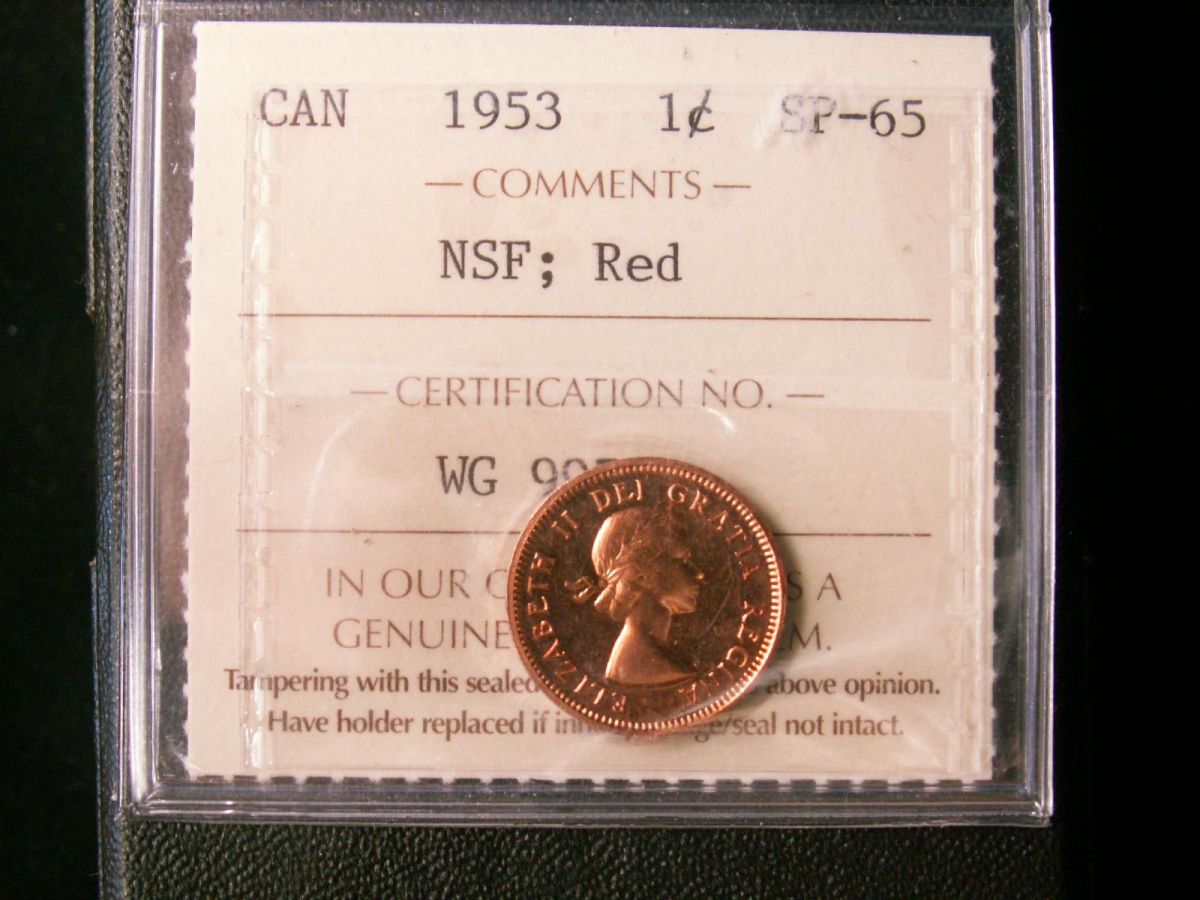 CAN 1953 1¢ SP-65
— COMMENTS —
NSF; Red
— CERTIFICATION NO. —
WG
IN OUR A
GENUINE
Tampering with this sealed above opinion.
Have holder replaced if seal not intact.
ELIZABETH II DEI GRATIA REGINA